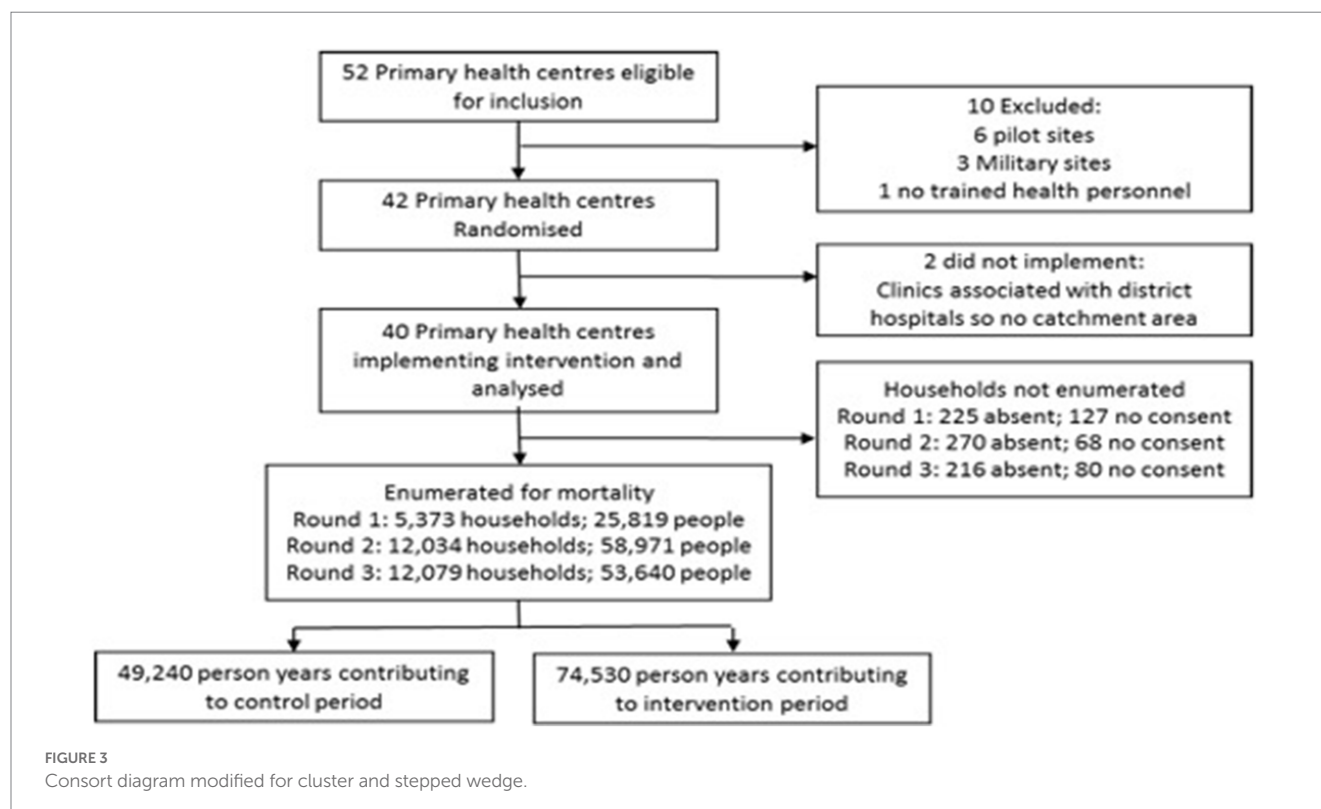 52 Primary health centres eligible
for inclusion
10 Excluded:
6 pilot sites
3 Military sites
1 no trained health personnel
42 Primary health centres
Randomised
2 did not implement:
Clinics associated with district
hospitals so no catchment area
40 Primary health centres
implementing intervention and
analysed
Households not enumerated
Round 1: 225 absent; 127 no consent
Round 2: 270 absent; 68 no consent
Round 3: 216 absent; 80 no consent
Enumerated for mortality
Round 1: 5,373 households; 25,819 people
Round 2: 12,034 households; 58,971 people
Round 3: 12,079 households; 53,640 people
49,240 person years contributing
to control period
74,530 person years contributing
to intervention period
FIGURE 3
Consort diagram modified for cluster and stepped wedge.